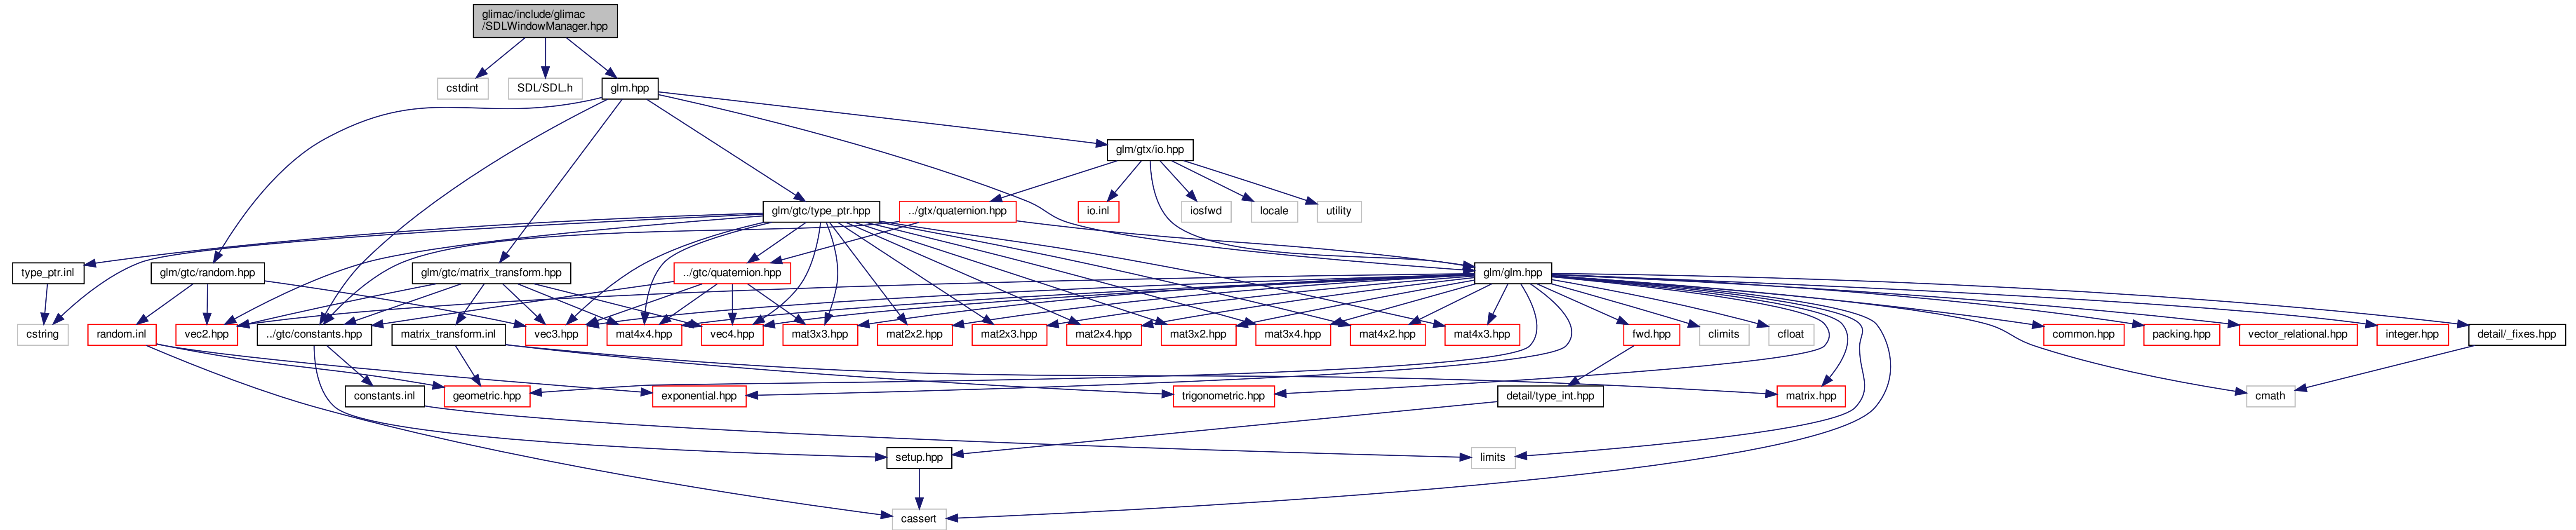 glimac/include/glimac
/SDLWindowManager.hpp
cstdint
SDL/SDL.h
glm.hpp
glm/gtx/io.hpp
glm/gtc/type_ptr.hpp
../gtx/quaternion.hpp
io.inl
iosfwd
locale
utility
type_ptr.inl
glm/gtc/random.hpp
glm/gtc/matrix_transform.hpp
../gtc/quaternion.hpp
glm/glm.hpp
cstring
random.inl
vec2.hpp
../gtc/constants.hpp
matrix_transform.inl
vec3.hpp
mat4x4.hpp
vec4.hpp
mat3x3.hpp
mat2x2.hpp
mat2x3.hpp
mat2x4.hpp
mat3x2.hpp
mat3x4.hpp
mat4x2.hpp
mat4x3.hpp
fwd.hpp
climits
cfloat
common.hpp
packing.hpp
vector_relational.hpp
integer.hpp
detail/_fixes.hpp
constants.inl
geometric.hpp
exponential.hpp
trigonometric.hpp
detail/type_int.hpp
matrix.hpp
cmath
setup.hpp
limits
cassert